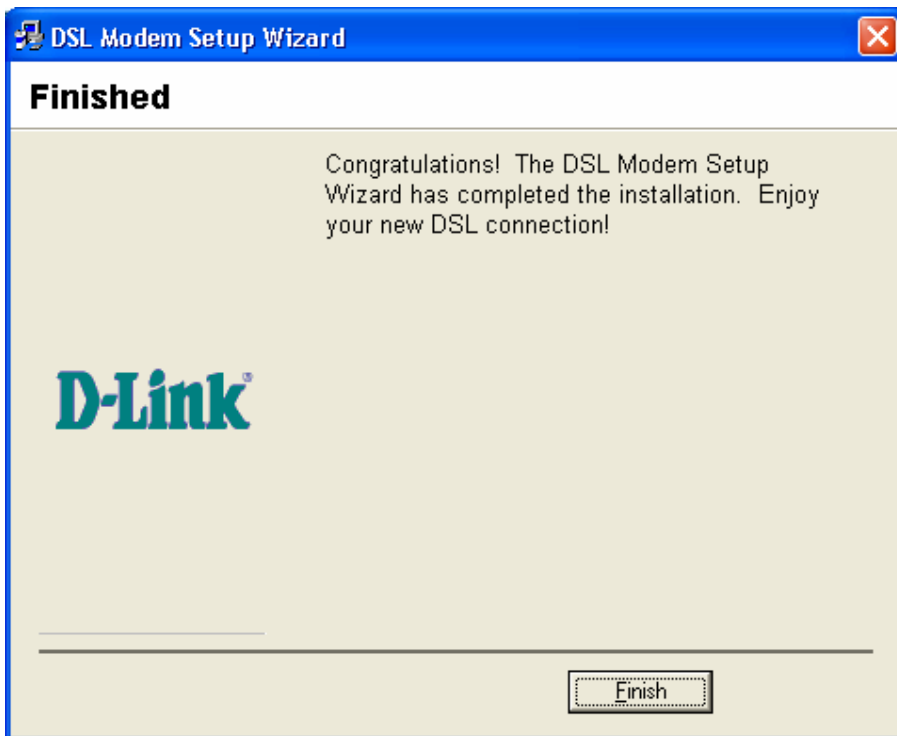 DSL Modem Setup Wizard
Finished
Congratulations! The DSL Modem Setup
Wizard has completed the installation. Enjoy
your new DSL connection!
D-Link®
Finish